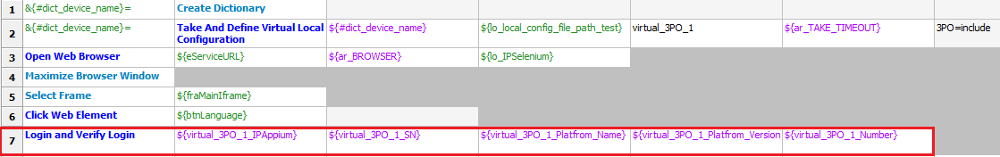 1 &{#dict_device_name}= Create Dictionary
2 &{#dict_device_name}= Take And Define Virtual Local Configuration ${#dict_device_name} ${lo_local_config_file_path_test} virtual_3PO_1 ${ar_TAKE_TIMEOUT} 3PO=include
3 Open Web Browser ${eServiceURL} ${ar_BROWSER} ${lo_IPSelenium}
4 Maximize Browser Window
5 Select Frame ${fraMainIframe}
6 Click Web Element ${btnLanguage}
7 Login and Verify Login ${virtual_3PO_1_IPAppium} ${virtual_3PO_1_SN} ${virtual_3PO_1_Platfrom_Name} ${virtual_3PO_1_Platfrom_Version ${virtual_3PO_1_Number}